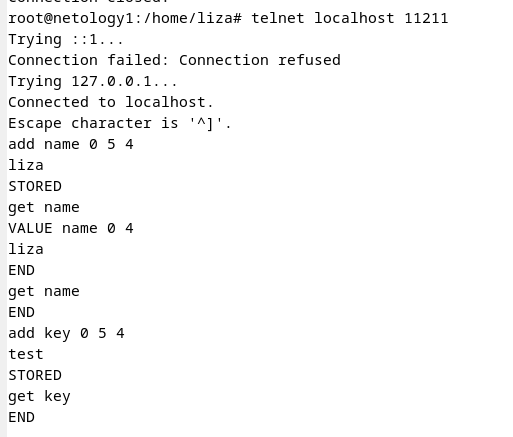 connection closed.
root@netology1:/home/liza# telnet localhost 11211
Trying ::1...
Connection failed: Connection refused
Trying 127.0.0.1...
Connected to localhost.
Escape character is '^]'.
add name 0 5 4
liza
STORED
get name
VALUE name 0 4
liza
END
get name
END
add key 0 5 4
test
STORED
get key
END